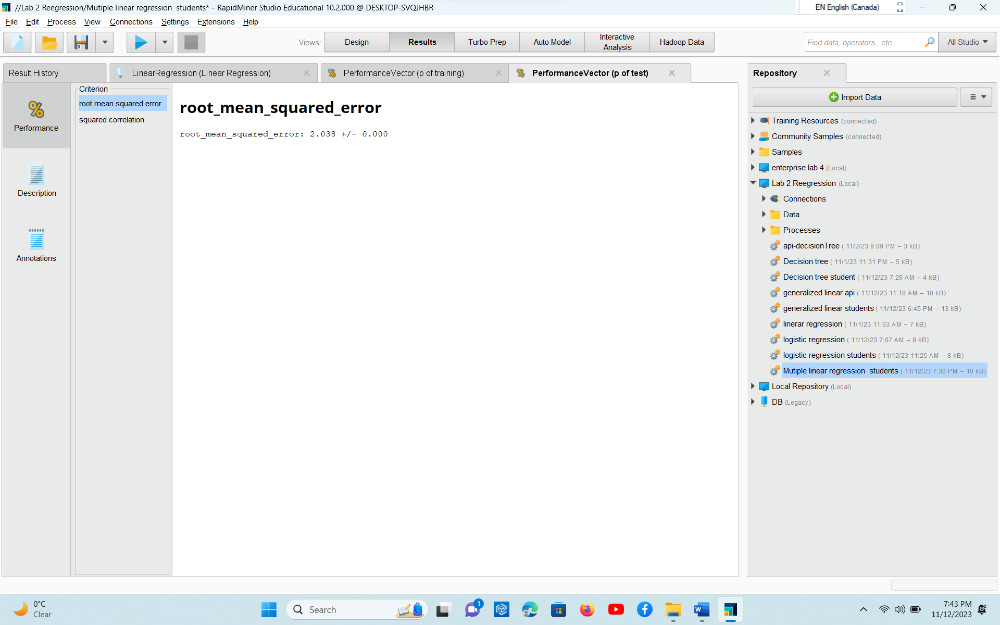 //Lab 2 Reegression/Mutiple linear regression  students* – RapidMiner Studio Educational 10.2.000 @ DESKTOP-SVQJHBR
EN English (Canada)
File Edit Process View Connections Settings Extensions Help
Views:
Design
Results
Turbo Prep
Auto Model
Interactive
Analysis
Hadoop Data
Find data, operators...etc
All Studio
Result History
LinearRegression (Linear Regression)
PerformanceVector (p of training)
PerformanceVector (p of test)
Performance
Description
Annotations
Criterion
root mean squared error
squared correlation
root_mean_squared_error
root_mean_squared_error: 2.038 +/- 0.000
Repository
Import Data
Training Resources (connected)
Community Samples (connected)
Samples
enterprise lab 4 (Local)
Lab 2 Reegression (Local)
Connections
Data
Processes
api-decisionTree ( 11/2/23 9:09 PM – 3 kB)
Decision tree ( 11/1/23 11:31 PM – 5 kB)
Decision tree student ( 11/12/23 7:29 AM – 4 kB)
generalized linear api ( 11/12/23 11:18 AM – 10 kB)
generalized linear students ( 11/12/23 6:45 PM – 13 kB)
linerar regression ( 11/1/23 11:03 AM – 7 kB)
logistic regression ( 11/12/23 7:07 AM – 8 kB)
logistic regression students ( 11/12/23 11:25 AM – 8 kB)
Mutiple linear regression  students ( 11/12/23 7:30 PM – 10 kB)
Local Repository (Local)
DB (Legacy)
0°C
Clear
Search
1
7:43 PM
11/12/2023